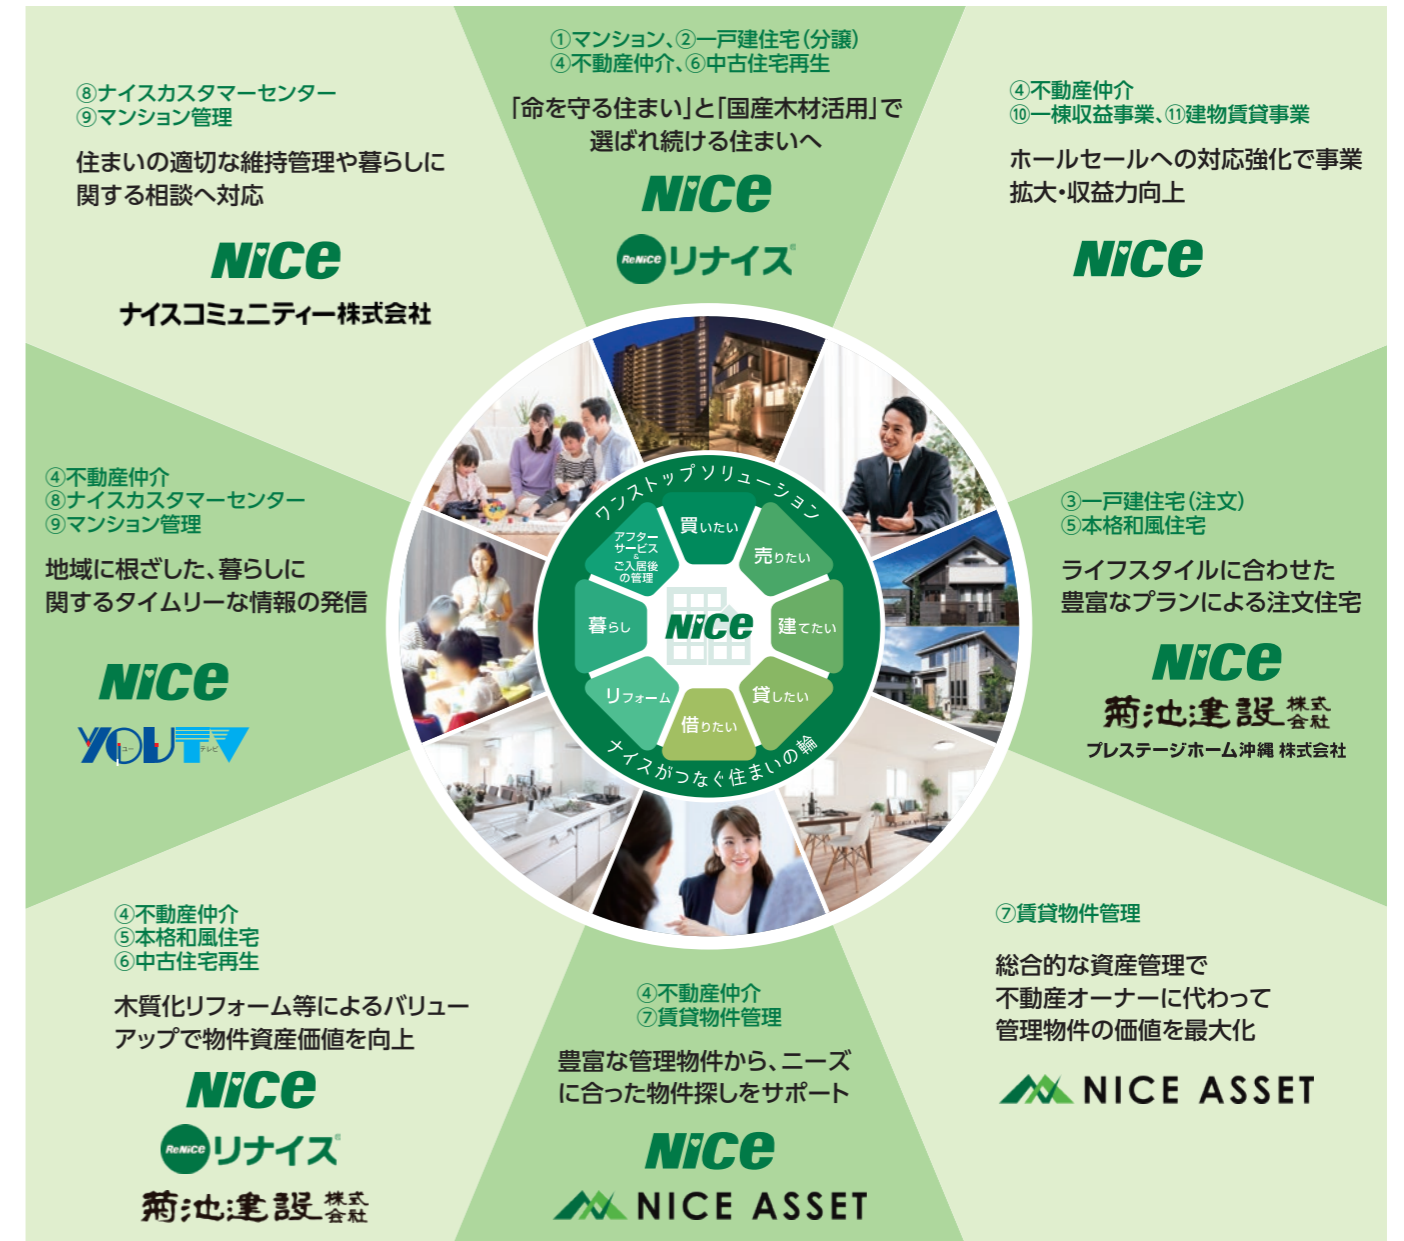 ①マンション、②一戸建住宅(分譲)
④不動産仲介、⑥中古住宅再生
「命を守る住まい」と「国産木材活用」で
選ばれ続ける住まいへ
Nice
ReNice リナイス
④不動産仲介
⑩一棟収益事業、⑪建物賃貸事業
ホールセールへの対応強化で事業
拡大・収益力向上
Nice
③一戸建住宅(注文)
⑤本格和風住宅
ライフスタイルに合わせた
豊富なプランによる注文住宅
Nice
菊池建設 株式会社
プレステージホーム沖縄 株式会社
⑦賃貸物件管理
総合的な資産管理で
不動産オーナーに代わって
管理物件の価値を最大化
NICE ASSET
④不動産仲介
⑦賃貸物件管理
豊富な管理物件から、ニーズ
に合った物件探しをサポート
Nice
NICE ASSET
④不動産仲介
⑤本格和風住宅
⑥中古住宅再生
木質化リフォーム等によるバリュー
アップで物件資産価値を向上
Nice
ReNice リナイス
菊池建設 株式会社
④不動産仲介
⑧ナイスカスタマーセンター
⑨マンション管理
地域に根ざした、暮らしに
関するタイムリーな情報の発信
Nice
YOUTV
ユー テレビ
⑧ナイスカスタマーセンター
⑨マンション管理
住まいの適切な維持管理や暮らしに
関する相談へ対応
Nice
ナイスコミュニティー株式会社
ワンストップソリューション
買いたい
売りたい
建てたい
貸したい
借りたい
リフォーム
暮らし
アフター
サービス
&
ご入居後
の管理
Nice
ナイスがつなぐ住まいの輪